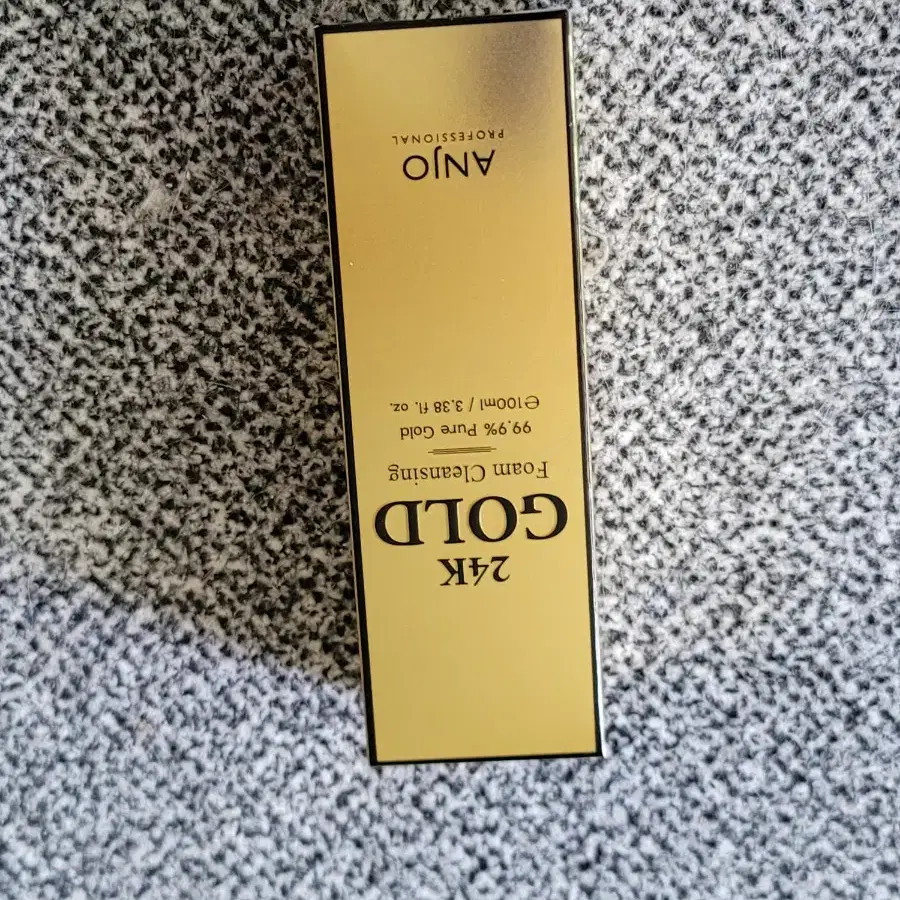 24K
GOLD
Foam Cleansing
99.9% Pure Gold
℮100ml / 3.38 fl. oz.
ANJO
PROFESSIONAL